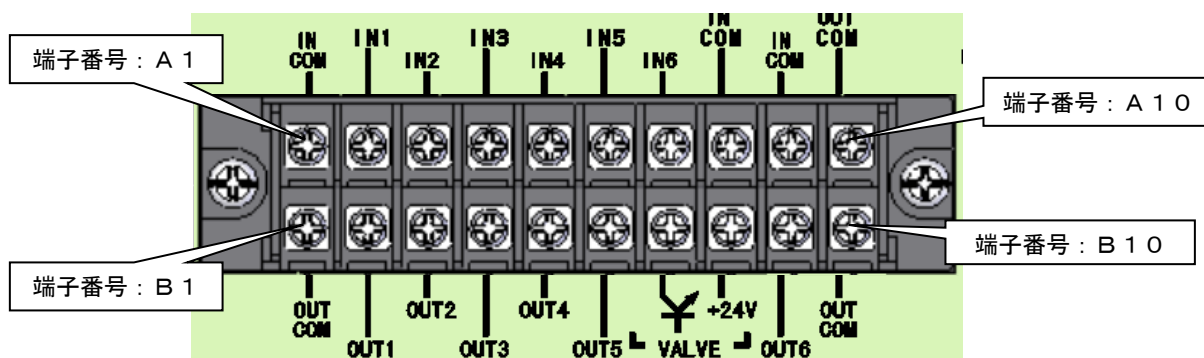 端子番号：A1
IN COM
IN1
IN2
IN3
IN4
IN5
IN6
IN COM
IN COM
OUT COM
端子番号：A10
端子番号：B1
端子番号：B10
OUT COM
OUT1
OUT2
OUT3
OUT4
OUT5
VALVE
+24V
OUT6
OUT COM